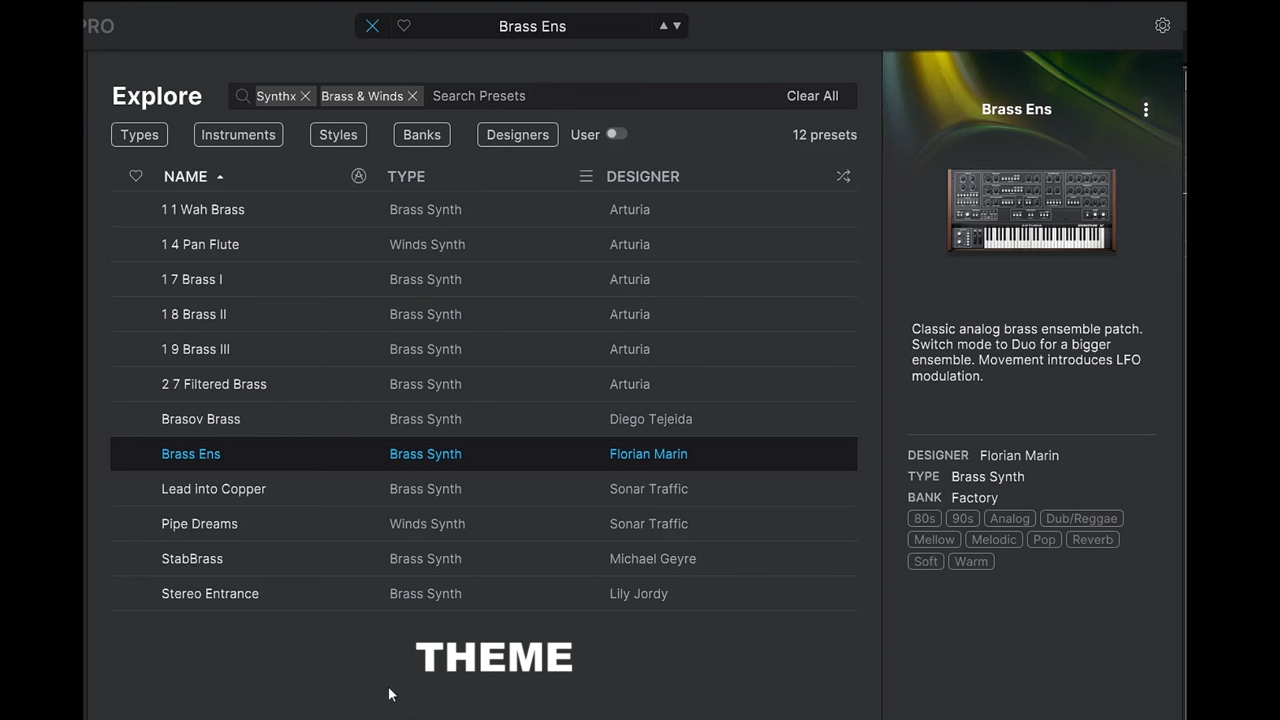 PRO
Brass Ens
Explore
Synthx
Brass & Winds
Search Presets
Clear All
Types
Instruments
Styles
Banks
Designers
User
12 presets
NAME TYPE DESIGNER
1 1 Wah Brass Brass Synth Arturia
1 4 Pan Flute Winds Synth Arturia
1 7 Brass I Brass Synth Arturia
1 8 Brass II Brass Synth Arturia
1 9 Brass III Brass Synth Arturia
2 7 Filtered Brass Brass Synth Arturia
Brasov Brass Brass Synth Diego Tejeida
Brass Ens Brass Synth Florian Marin
Lead into Copper Brass Synth Sonar Traffic
Pipe Dreams Winds Synth Sonar Traffic
StabBrass Brass Synth Michael Geyre
Stereo Entrance Brass Synth Lily Jordy
THEME
Brass Ens
Classic analog brass ensemble patch.
Switch mode to Duo for a bigger
ensemble. Movement introduces LFO
modulation.
DESIGNER Florian Marin
TYPE Brass Synth
BANK Factory
80s 90s Analog Dub/Reggae
Mellow Melodic Pop Reverb
Soft Warm